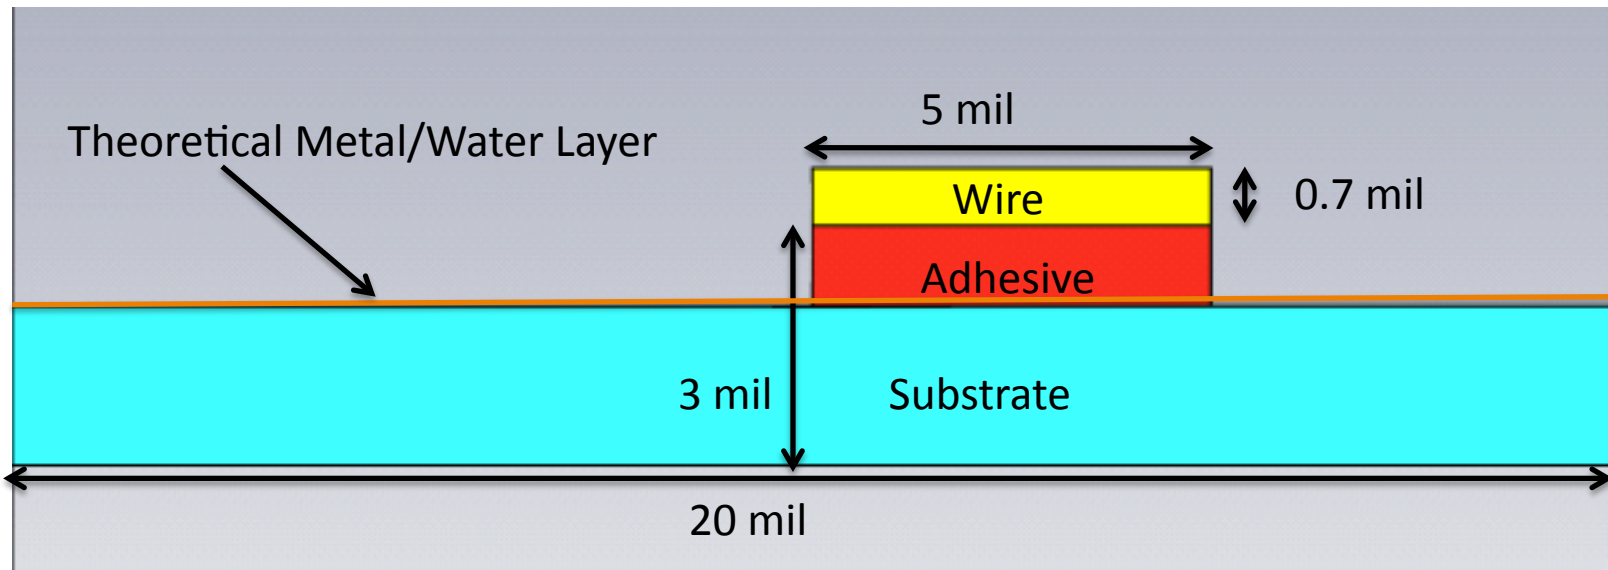 5 mil
Theoretical Metal/Water Layer
Wire
0.7 mil
Adhesive
3 mil
Substrate
20 mil